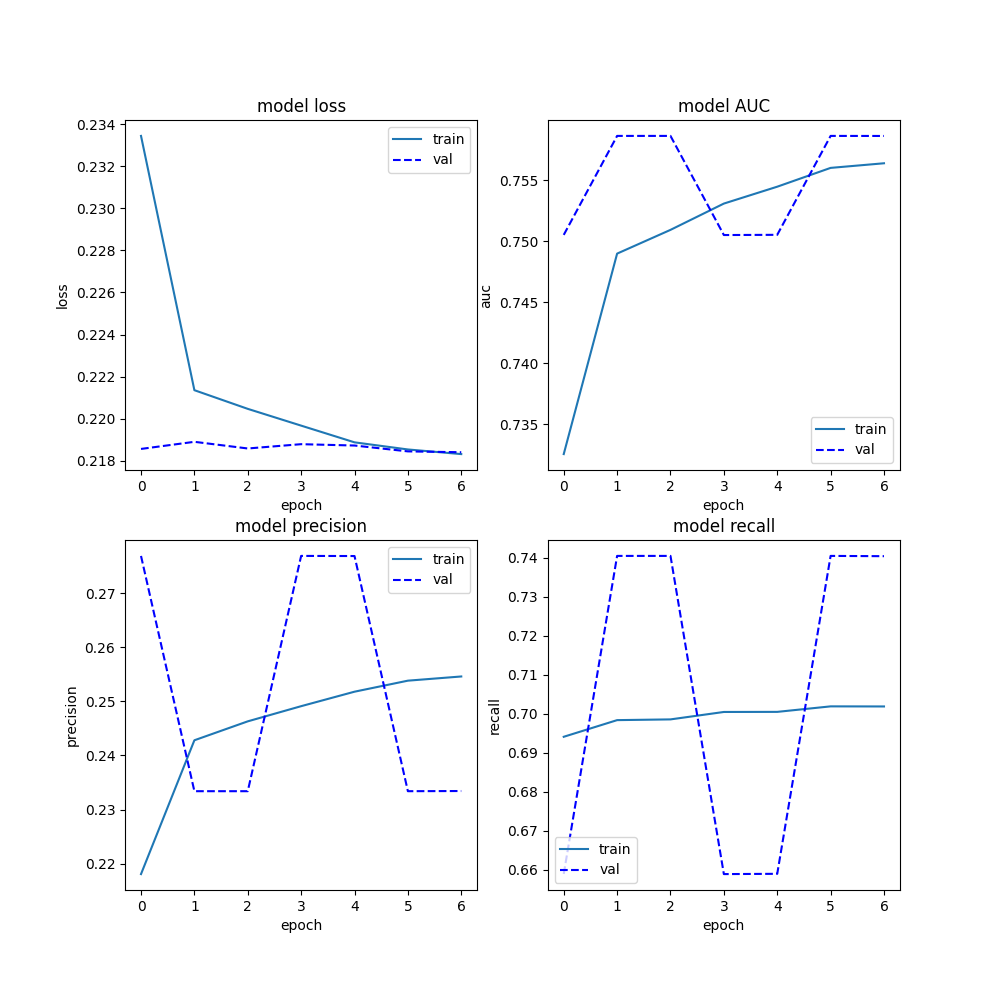 model loss
0.234
0.232
0.230
0.228
0.226
0.224
0.222
0.220
0.218
loss
train
val
0 1 2 3 4 5 6
epoch
model AUC
0.755
0.750
0.745
0.740
0.735
auc
train
val
0 1 2 3 4 5 6
epoch
model precision
0.27
0.26
0.25
0.24
0.23
0.22
precision
train
val
0 1 2 3 4 5 6
epoch
model recall
0.74
0.73
0.72
0.71
0.70
0.69
0.68
0.67
0.66
recall
train
val
0 1 2 3 4 5 6
epoch